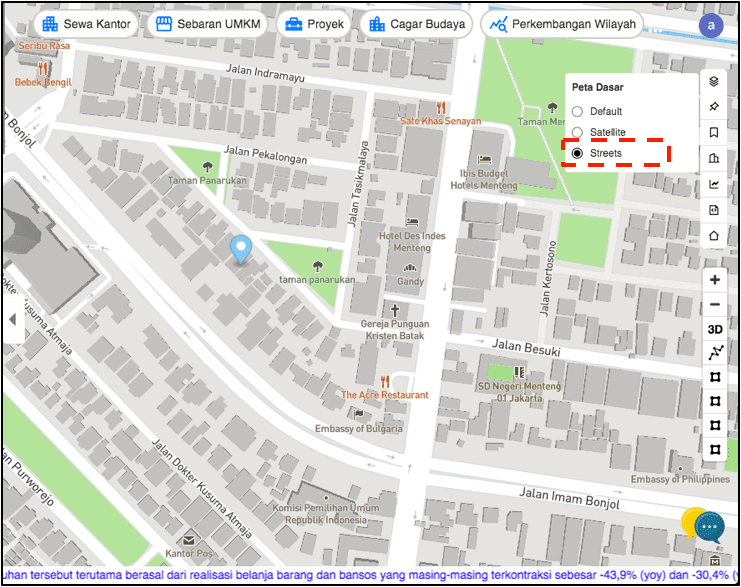 Sewa Kantor
Sebaran UMKM
Proyek
Cagar Budaya
Perkembangan Wilayah
a
Seribu Rasa
Bebek Bengil
Jalan Indramayu
Sate Khas Senayan
Taman Men
Peta Dasar
Default
Satellite
Streets
am Bonjol
Jalan Pekalongan
Taman Panarukan
Jalan Tasikmalaya
Ibis Budget
Hotels Menteng
Hotel Des Indes
Menteng
taman panarukan
Gandy
Jalan Kertosono
Gereja Punguan
Kristen Batak
Dokter Kusuma Atmaja
Jalan Besuki
3D
SD Negeri Menteng
01 Jakarta
The Acre Restaurant
Embassy of Bulgaria
Jalan Dokter Kusuma Atmaja
an Purworejo
Embassy of Philippines
Jalan Imam Bonjol
Komisi Pemilihan Umum
Republik Indonesia
Kantor Pos
uhan tersebut terutama berasal dari realisasi belanja barang dan bansos yang masing-masing terkontraksi sebesar -43,9% (yoy) dan -30,4% (